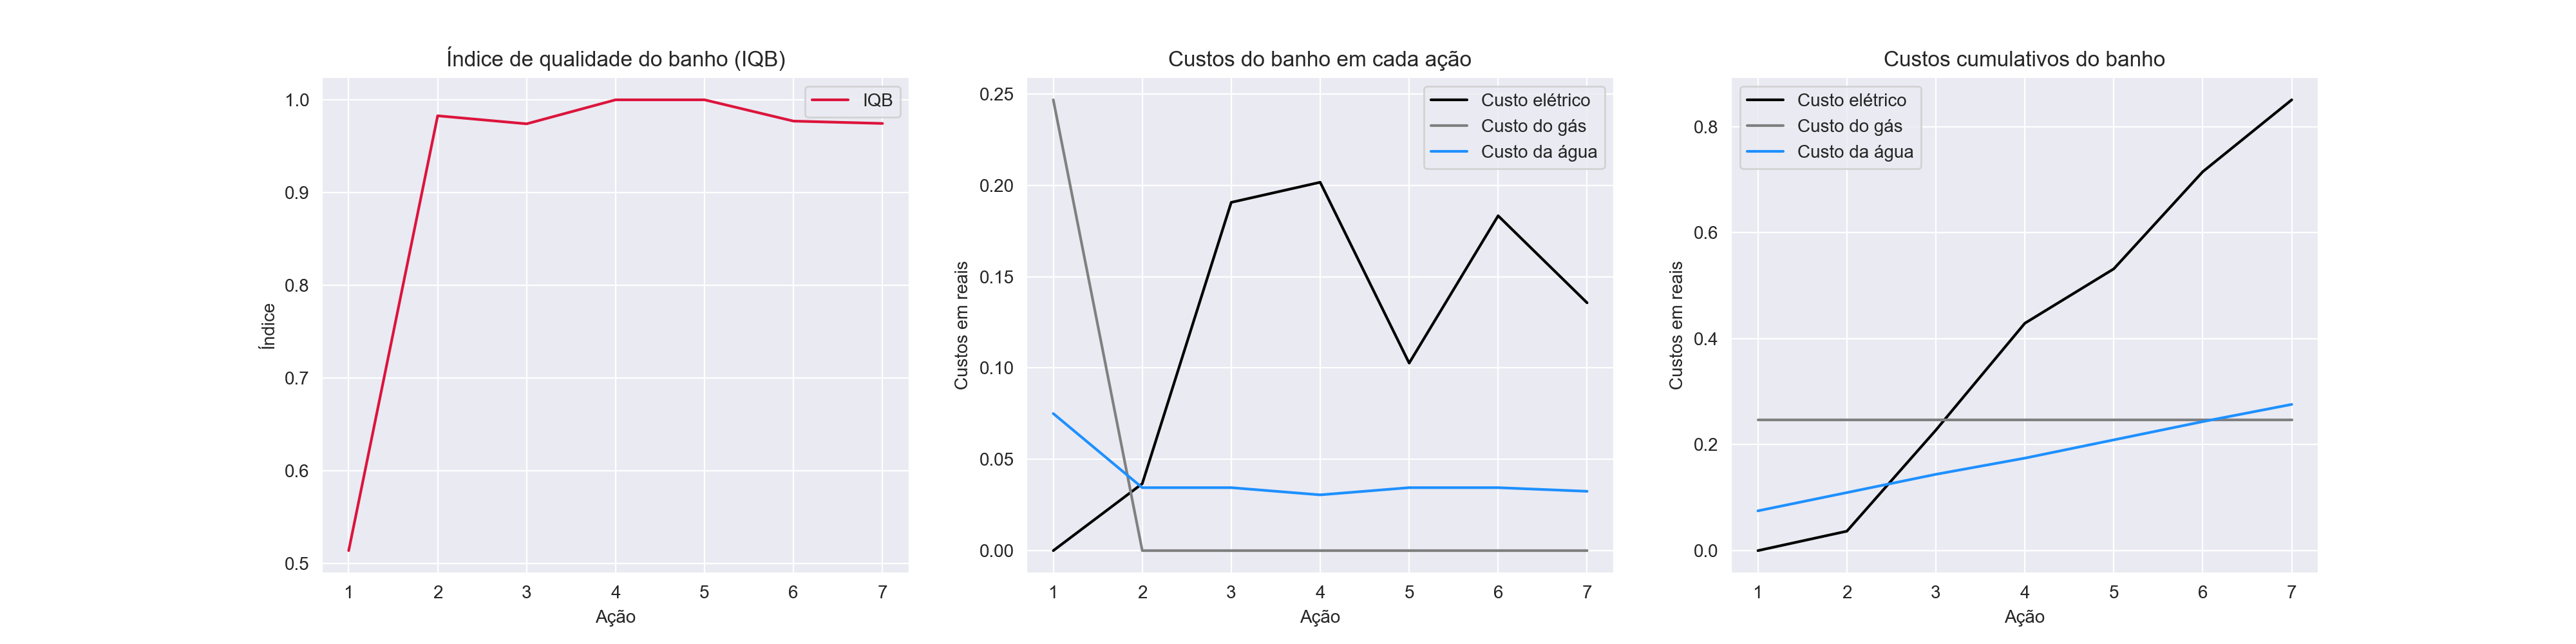 Índice de qualidade do banho (IQB)
IQB
1.0
0.9
0.8
0.7
0.6
0.5
Índice
1 2 3 4 5 6 7
Ação
Custos do banho em cada ação
Custo elétrico
Custo do gás
Custo da água
0.25
0.20
0.15
0.10
0.05
0.00
Custos em reais
1 2 3 4 5 6 7
Ação
Custos cumulativos do banho
Custo elétrico
Custo do gás
Custo da água
0.8
0.6
0.4
0.2
0.0
Custos em reais
1 2 3 4 5 6 7
Ação